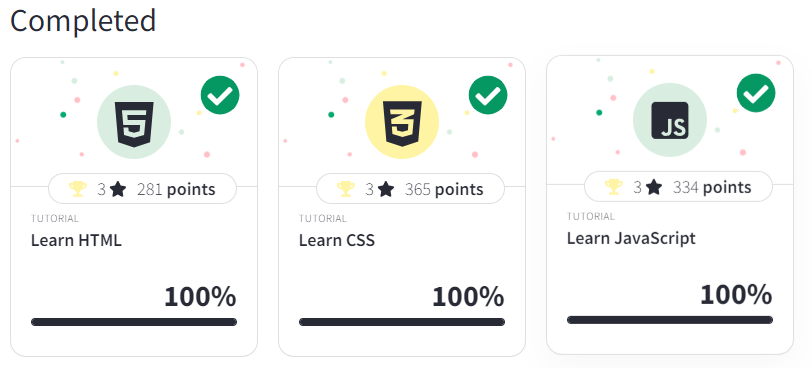 Completed
3 281 points
TUTORIAL
Learn HTML
100%
3 365 points
TUTORIAL
Learn CSS
100%
JS
3 334 points
TUTORIAL
Learn JavaScript
100%